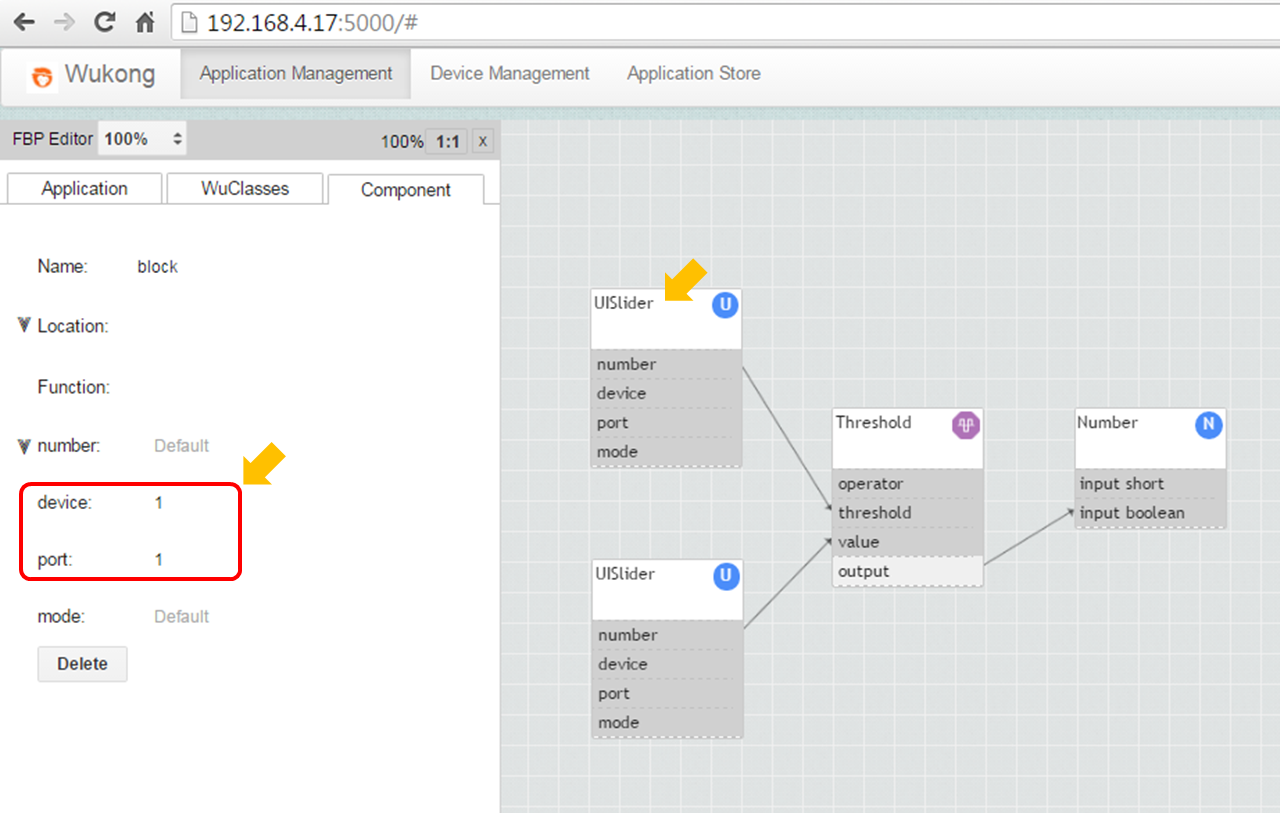 192.168.4.17:5000/#
Wukong Application Management Device Management Application Store
FBP Editor 100% 100% 1:1 x
Application WuClasses Component
Name: block
Location:
Function:
number: Default
device: 1
port: 1
mode: Default
Delete
UISlider U
number
device
port
mode
UISlider U
number
device
port
mode
Threshold
operator
threshold
value
output
Number N
input short
input boolean